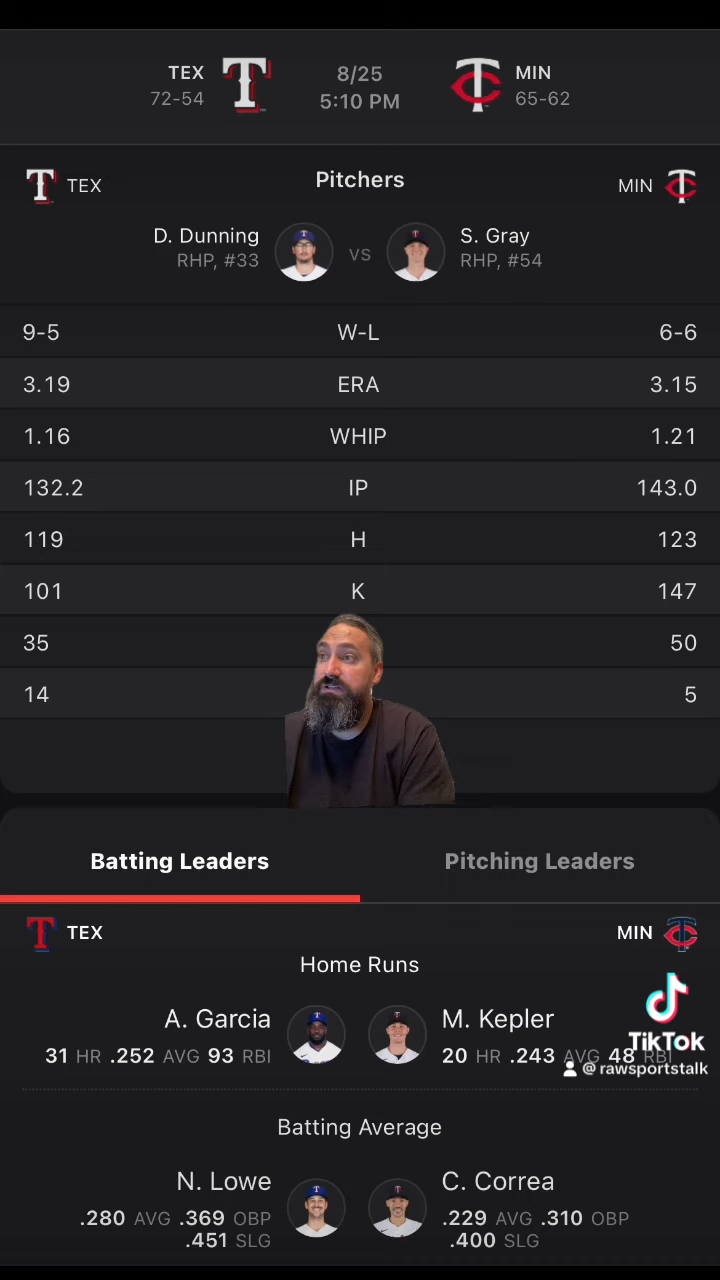 TEX
72-54
8/25
5:10 PM
MIN
65-62
TEX
Pitchers
MIN
D. Dunning
RHP, #33
vs
S. Gray
RHP, #54
9-5 W-L 6-6
3.19 ERA 3.15
1.16 WHIP 1.21
132.2 IP 143.0
119 H 123
101 K 147
35 50
14 5
Batting Leaders Pitching Leaders
TEX MIN
Home Runs
A. Garcia M. Kepler
31 HR .252 AVG 93 RBI 20 HR .243 AVG 48 RBI
TikTok
@rawsportstalk
Batting Average
N. Lowe C. Correa
.280 AVG .369 OBP .229 AVG .310 OBP
.451 SLG .400 SLG